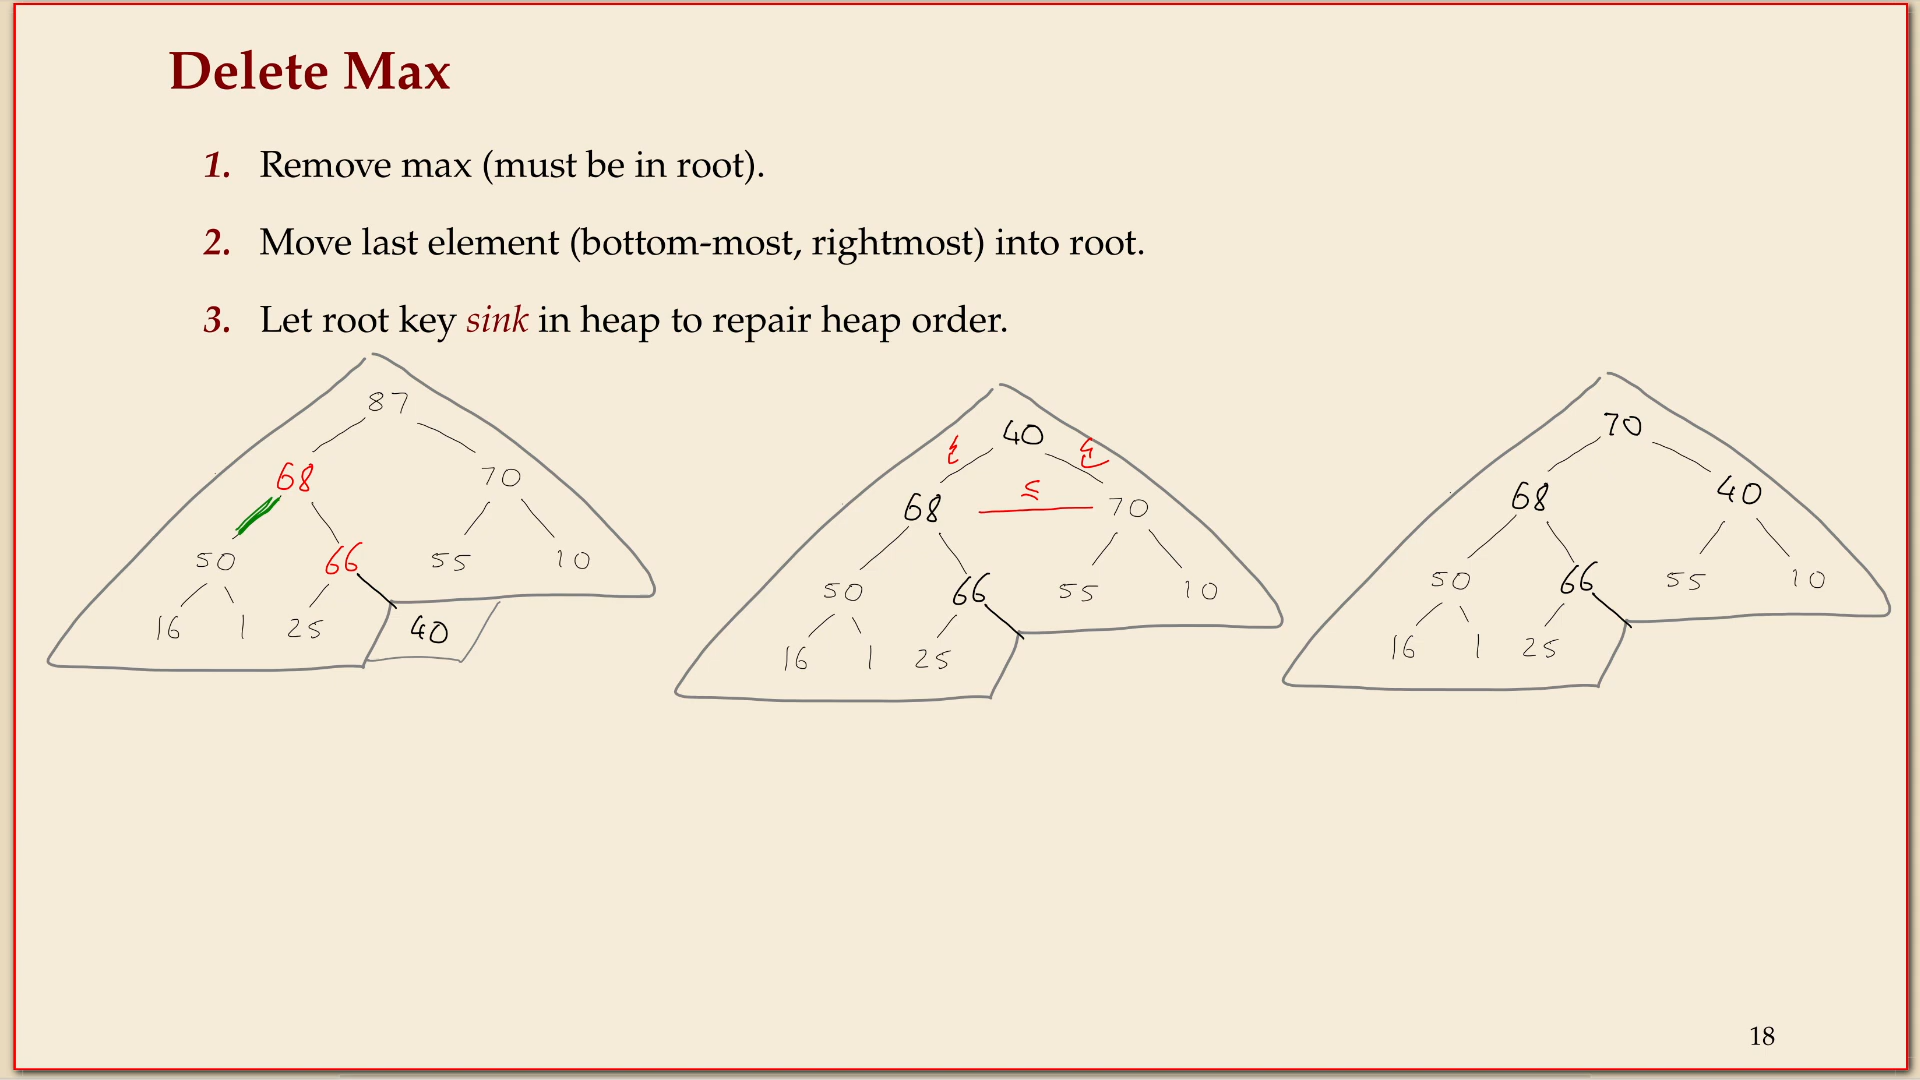 Delete Max
1. Remove max (must be in root).
2. Move last element (bottom-most, rightmost) into root.
3. Let root key sink in heap to repair heap order.
87
68 70
50 66 55 10
16 1 25 40
40
≤
68 70
50 66 55 10
16 1 25
70
68 40
50 66 55 10
16 1 25
18